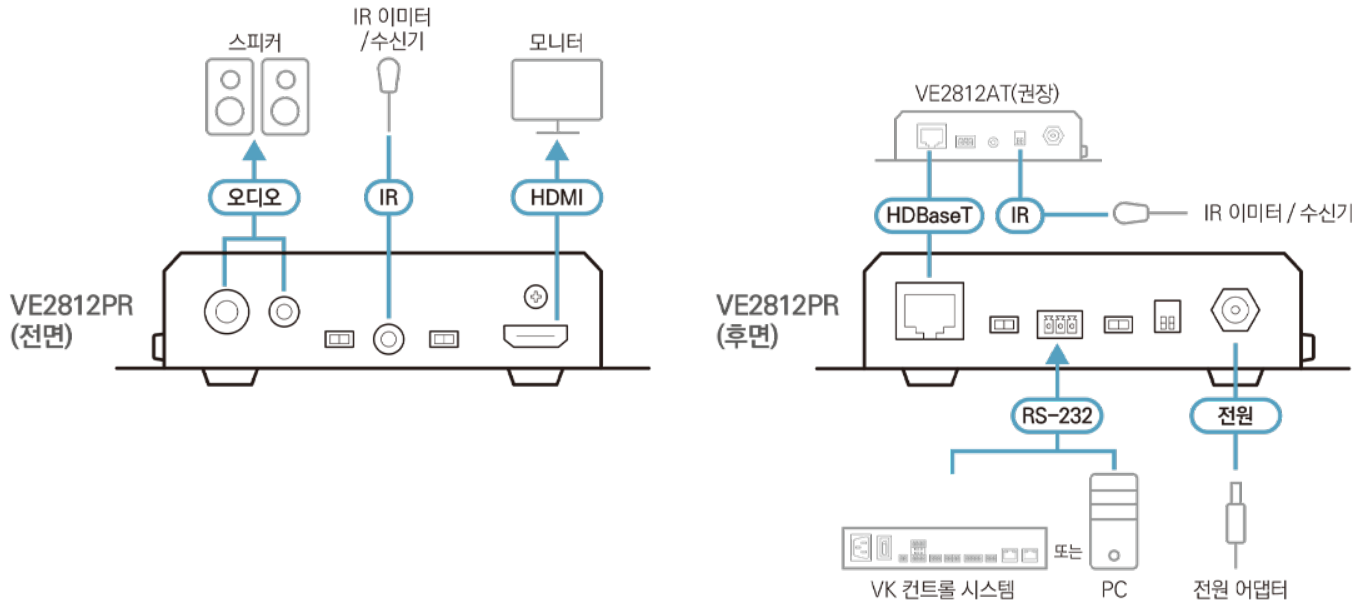 스피커
IR 이미터
/수신기
모니터
오디오
IR
HDMI
VE2812PR
(전면)
VE2812AT(권장)
HDBaseT
IR
IR 이미터 / 수신기
VE2812PR
(후면)
RS-232
전원
또는
VK 컨트롤 시스템
PC
전원 어댑터